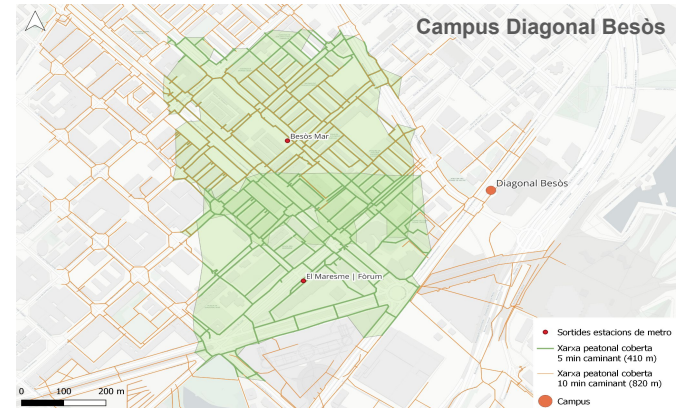 Campus Diagonal Besòs
Besòs Mar
Diagonal Besòs
El Maresme | Fòrum
Sortides estacions de metro
Xarxa peatonal coberta
5 min caminant (410 m)
Xarxa peatonal coberta
10 min caminant (820 m)
Campus
0 100 200 m